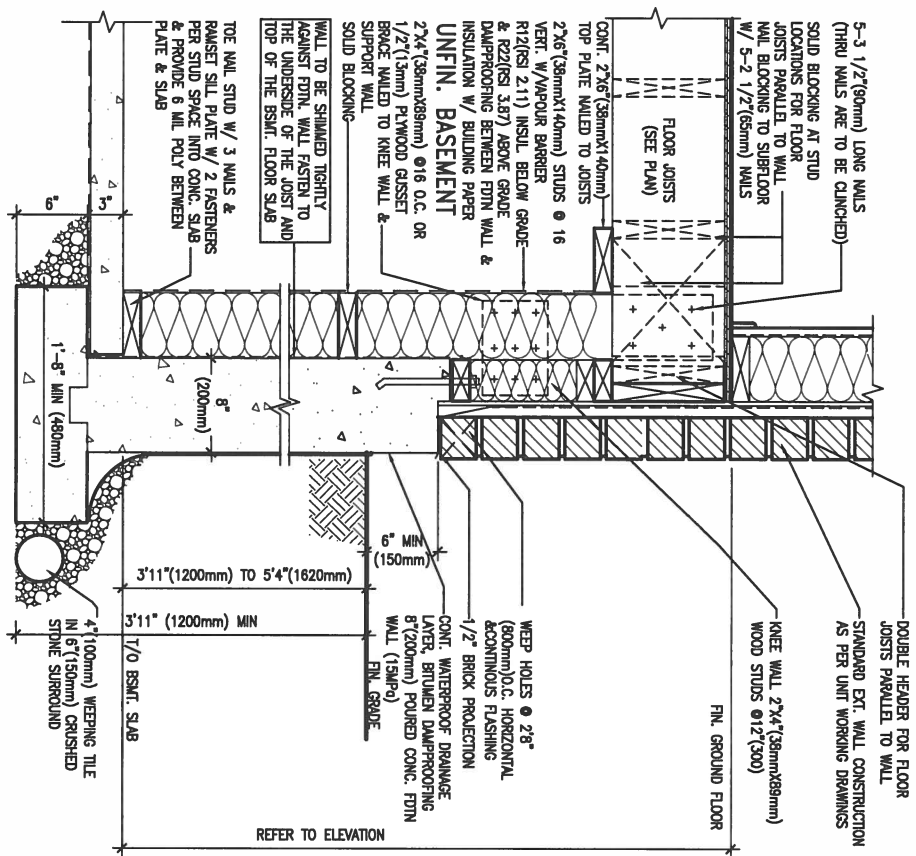 5-3 1/2"(90mm) LONG NAILS
(THRU NAILS ARE TO BE CLINCHED)
SOLID BLOCKING AT STUD
LOCATIONS FOR FLOOR
JOISTS PARALLEL TO WALL
NAIL BLOCKING TO SUBFLOOR
W/ 5-2 1/2"(65mm) NAILS
FLOOR JOISTS
(SEE PLAN)
CONT. 2"X6"(38mmX140mm)
TOP PLATE NAILED TO JOISTS
2"X6"(38mmX140mm) STUDS @ 16
VERT. W/VAPOUR BARRIER
R12(RSI 2.11) INSUL BELOW GRADE
& R22(RSI 3.87) ABOVE GRADE
DAMPROOFING BETWEEN FDTN WALL &
INSULATION W/ BUILDING PAPER
UNFIN. BASEMENT
2"X4"(38mmX89mm) @16 O.C. OR
1/2"(13mm) PLYWOOD GUSSET
BRACE NAILED TO KNEE WALL &
SUPPORT WALL
SOLID BLOCKING
WALL TO BE SHIMMED TIGHTLY
AGAINST FDTN. WALL FASTEN TO
THE UNDERSIDE OF THE JOIST AND
TOP OF THE BSMT. FLOOR SLAB
TOE NAIL STUD W/ 3 NAILS &
RAMSET SILL PLATE W/ 2 FASTENERS
PER STUD SPACE INTO CONC. SLAB
& PROVIDE 6 MIL POLY BETWEEN
PLATE & SLAB
6"
3"
1'-8" MIN (480mm)
8"
(200mm)
6" MIN
(150mm)
3'11"(1200mm) TO 5'4"(1620mm)
3'11" (1200mm) MIN
REFER TO ELEVATION
DOUBLE HEADER FOR FLOOR
JOISTS PARALLEL TO WALL
STANDARD EXT. WALL CONSTRUCTION
AS PER UNIT WORKING DRAWINGS
KNEE WALL 2"X4"(38mmX89mm)
WOOD STUDS @12"(300)
FIN. GROUND FLOOR
WEEP HOLES @ 2'8"
(800mm)O.C. HORIZONTAL
&CONTINOUS FLASHING
1/2" BRICK PROJECTION
CONT. WATERPROOF DRAINAGE
LAYER, BITUMEN DAMPPROOFING
8"(200mm) POURED CONC. FDTN
WALL (15MPa)
FIN. GRADE
T/O BSMT. SLAB
4"(100mm) WEEPING TILE
IN 6"(150mm) CRUSHED
STONE SURROUND